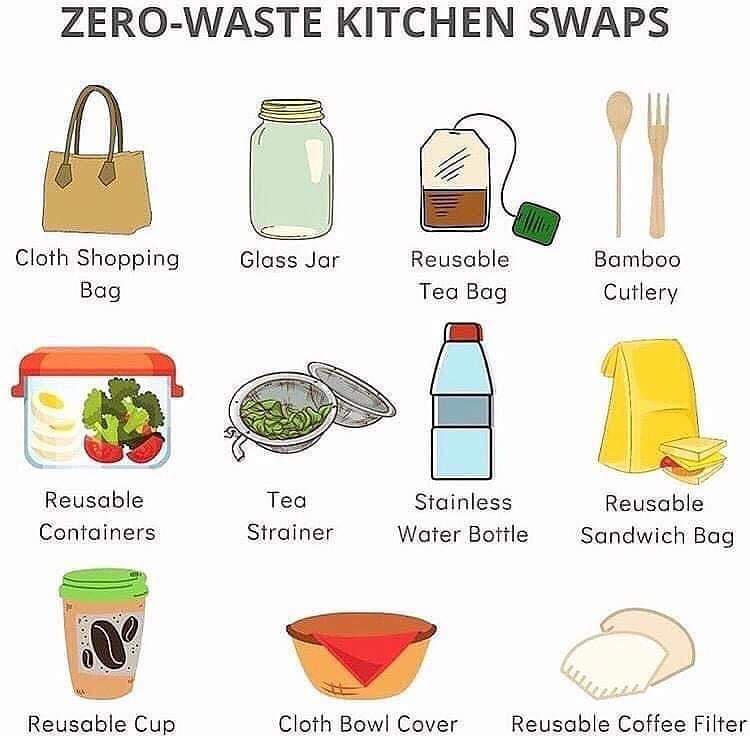 ZERO-WASTE KITCHEN SWAPS
Cloth Shopping
Bag
Glass Jar
Reusable
Tea Bag
Bamboo
Cutlery
Reusable
Containers
Tea
Strainer
Stainless
Water Bottle
Reusable
Sandwich Bag
Reusable Cup
Cloth Bowl Cover
Reusable Coffee Filter